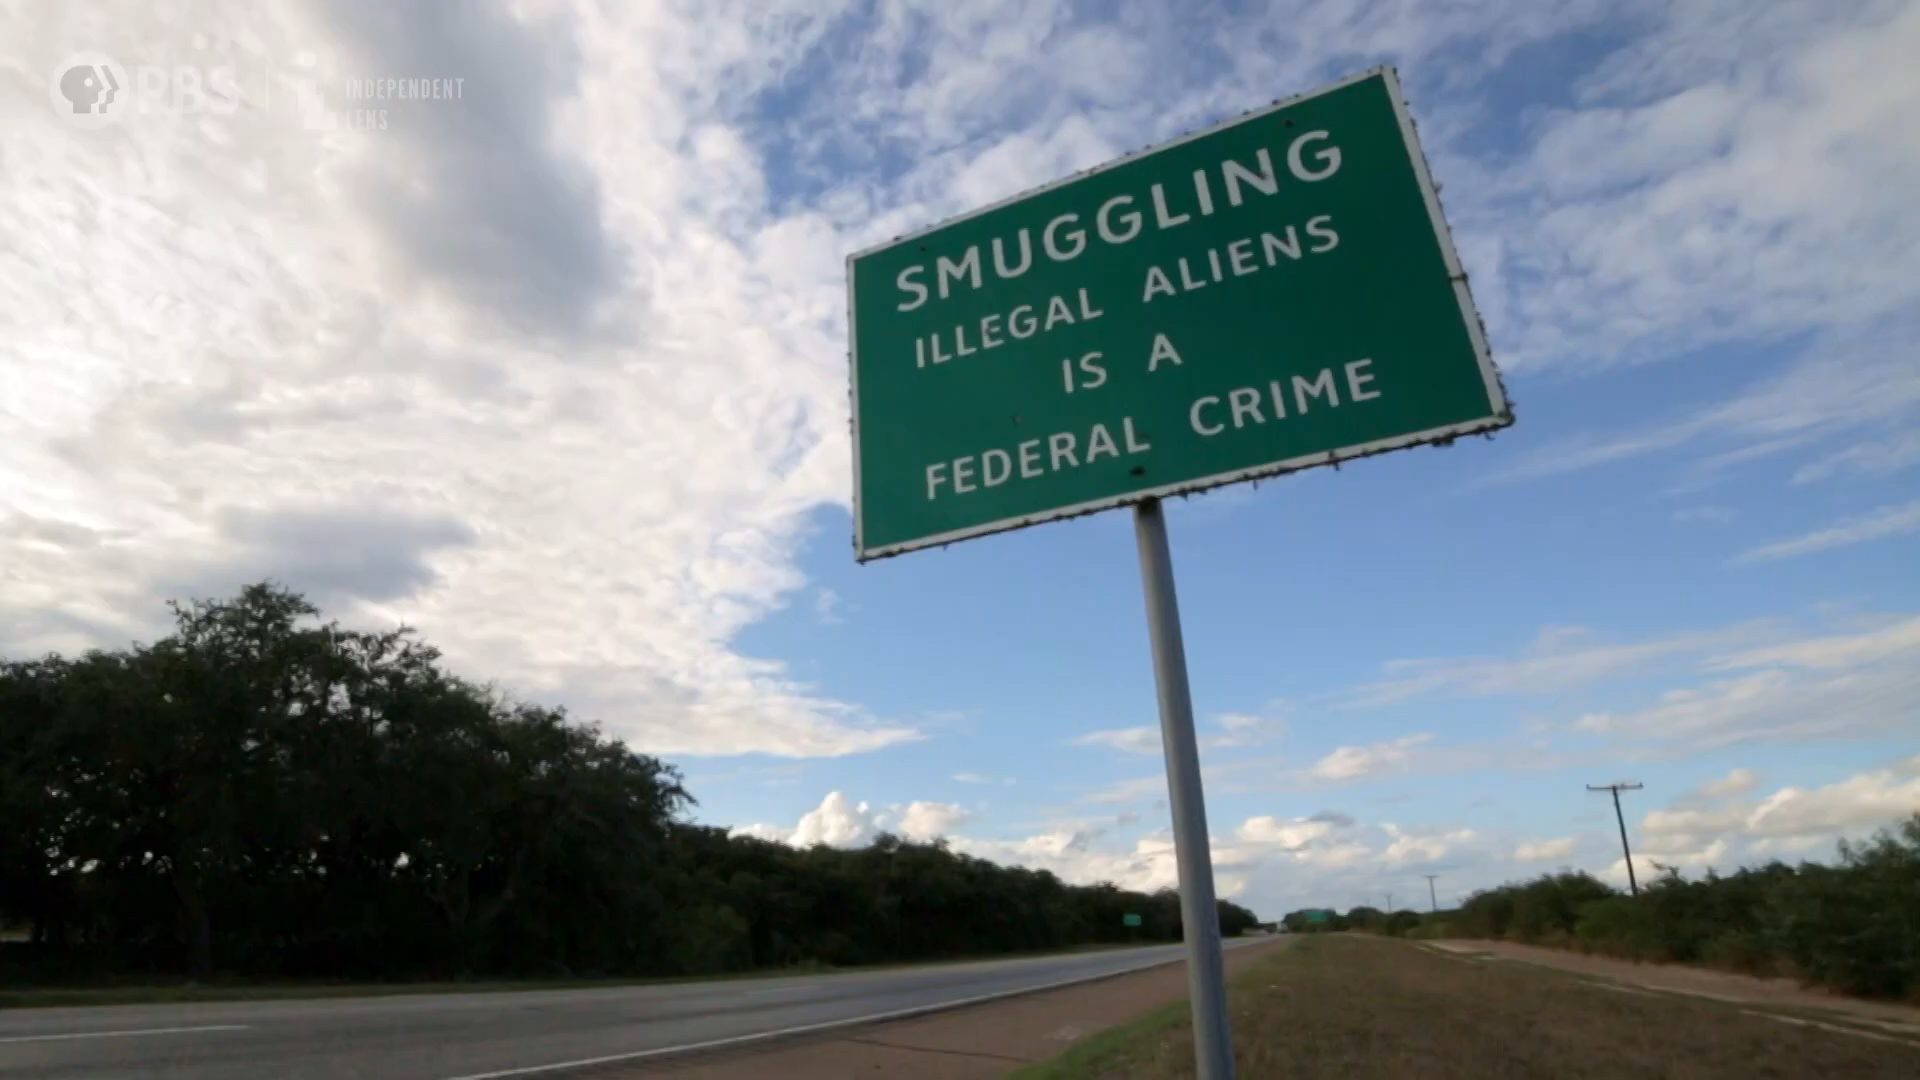 PBS
INDEPENDENT
LENS
SMUGGLING
ILLEGAL ALIENS
IS A
FEDERAL CRIME